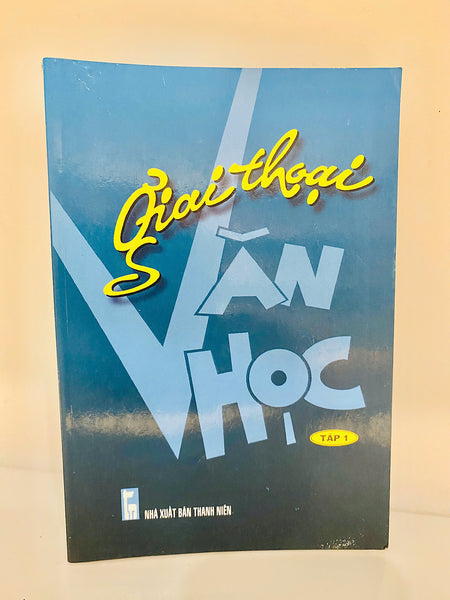 Giai thoại
VĂN
HỌC
TẬP 1
NHÀ XUẤT BẢN THANH NIÊN